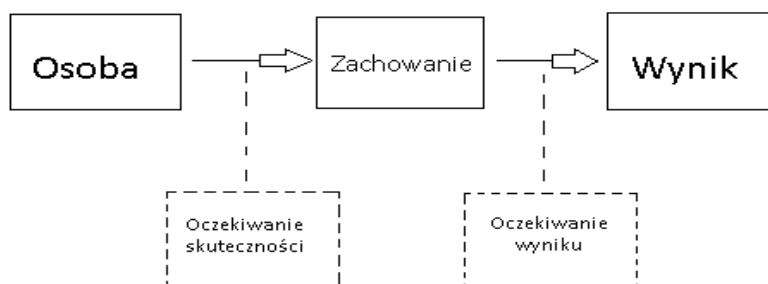 Osoba
Zachowanie
Wynik
Oczekiwanie
skuteczności
Oczekiwanie
wyniku